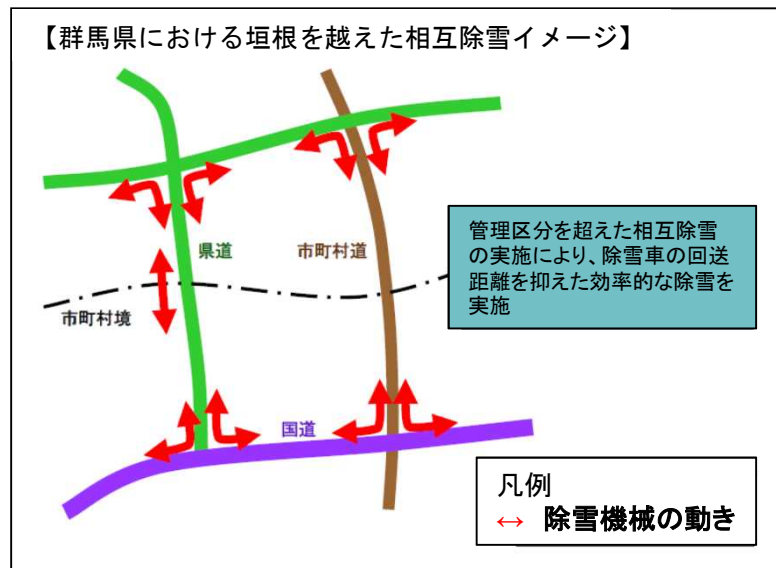 【群馬県における垣根を越えた相互除雪イメージ】
県道
市町村道
管理区分を超えた相互除雪
の実施により、除雪車の回送
距離を抑えた効率的な除雪を
実施
市町村境
国道
凡例
↔ 除雪機械の動き